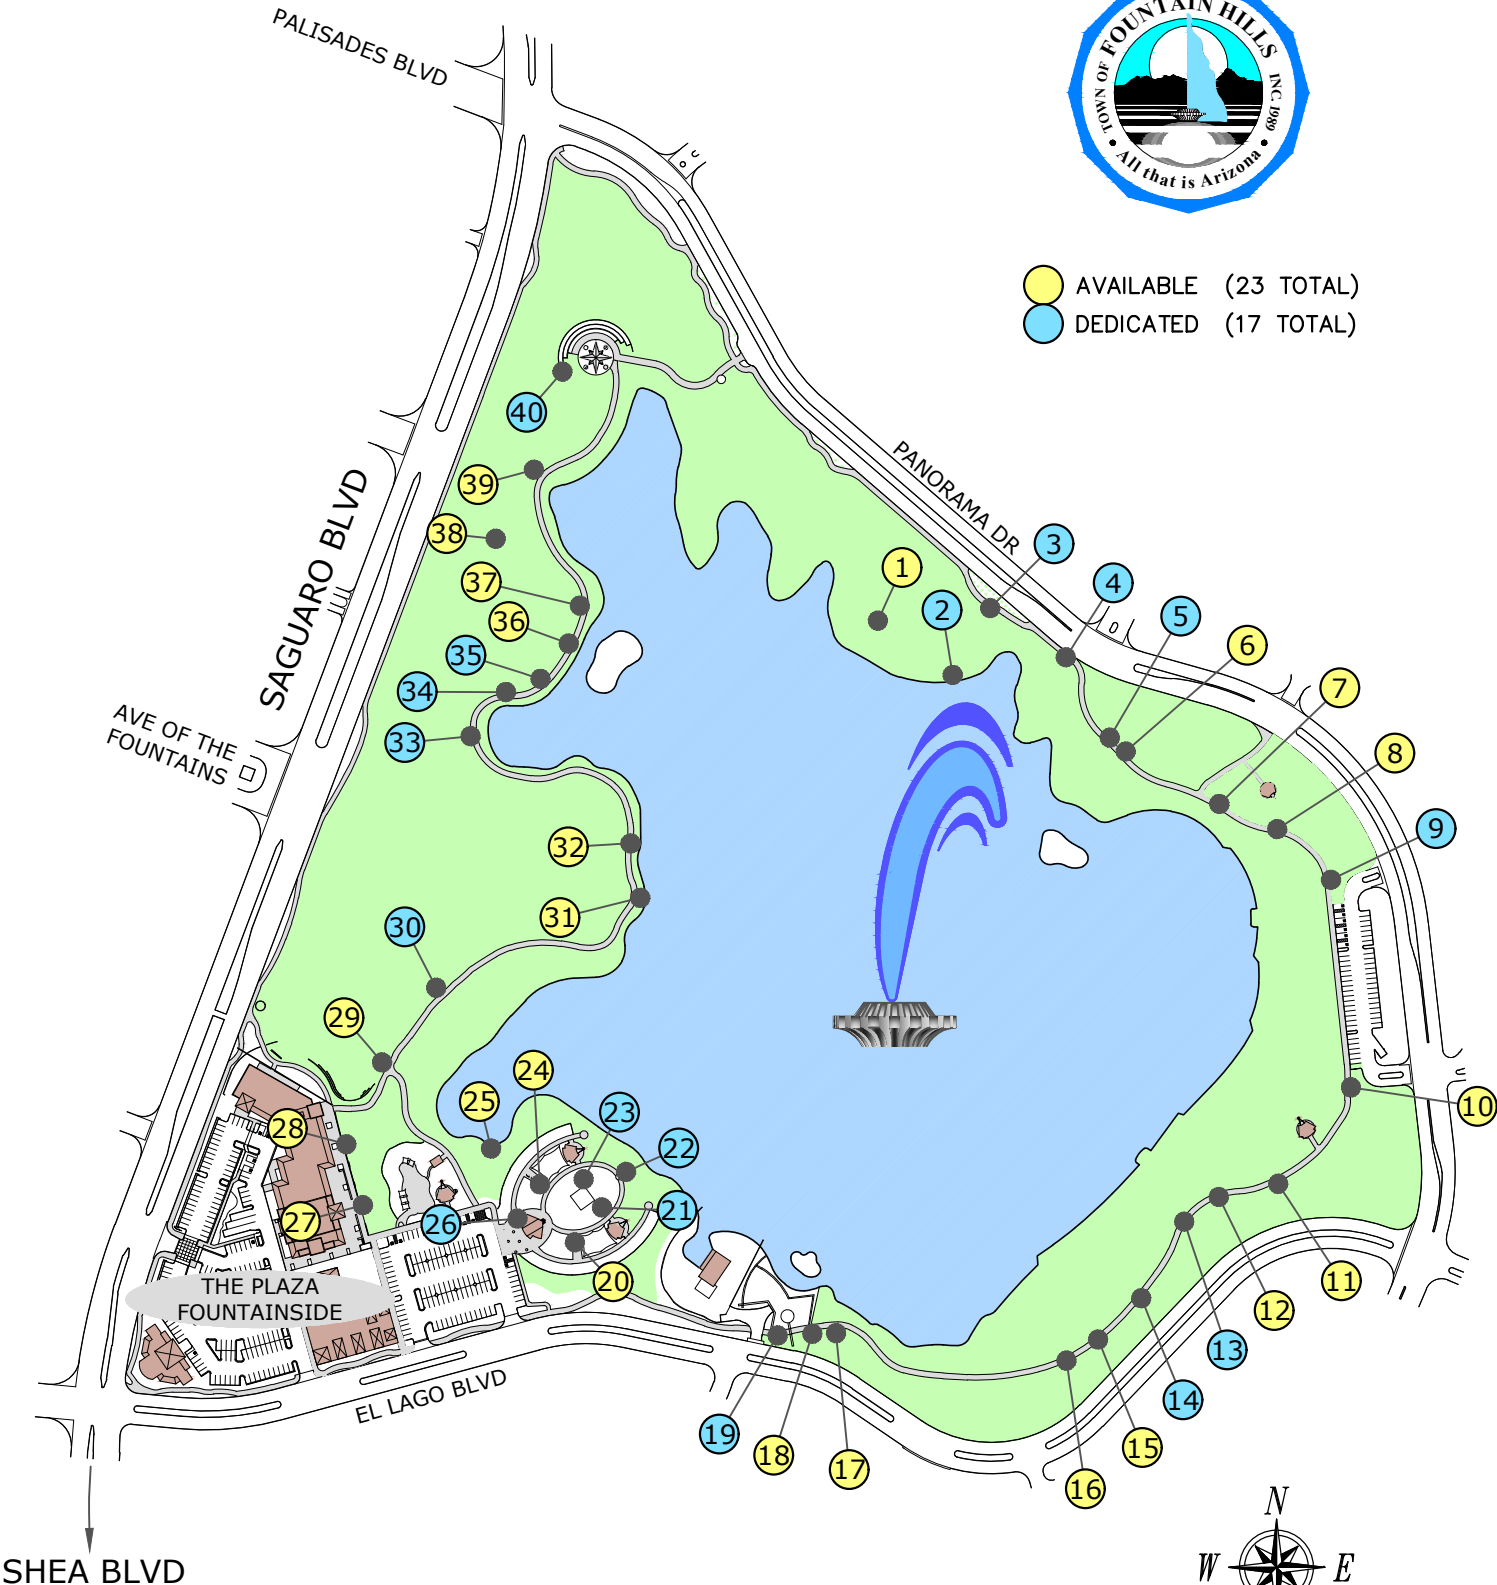 PALISADES BLVD
TOWN OF FOUNTAIN HILLS INC. 1989
All that is Arizona
AVAILABLE (23 TOTAL)
DEDICATED (17 TOTAL)
40
39
38
37
36
35
34
33
SAGUARO BLVD
PANORAMA DR
1
2
3
4
5
6
7
8
9
AVE OF THE
FOUNTAINS
32
31
30
29
28
27
26
25
24
23
22
21
20
10
11
12
13
14
15
16
17
18
19
THE PLAZA
FOUNTAINSIDE
EL LAGO BLVD
SHEA BLVD
N
W E